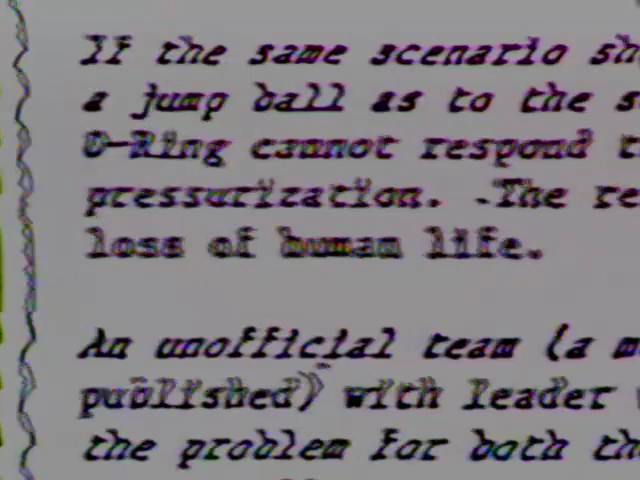 If the same scenario sh
a jump ball as to the s
O-Ring cannot respond t
pressurization. The re
loss of human life.
An unofficial team (a m
published) with leader
the problem for both th